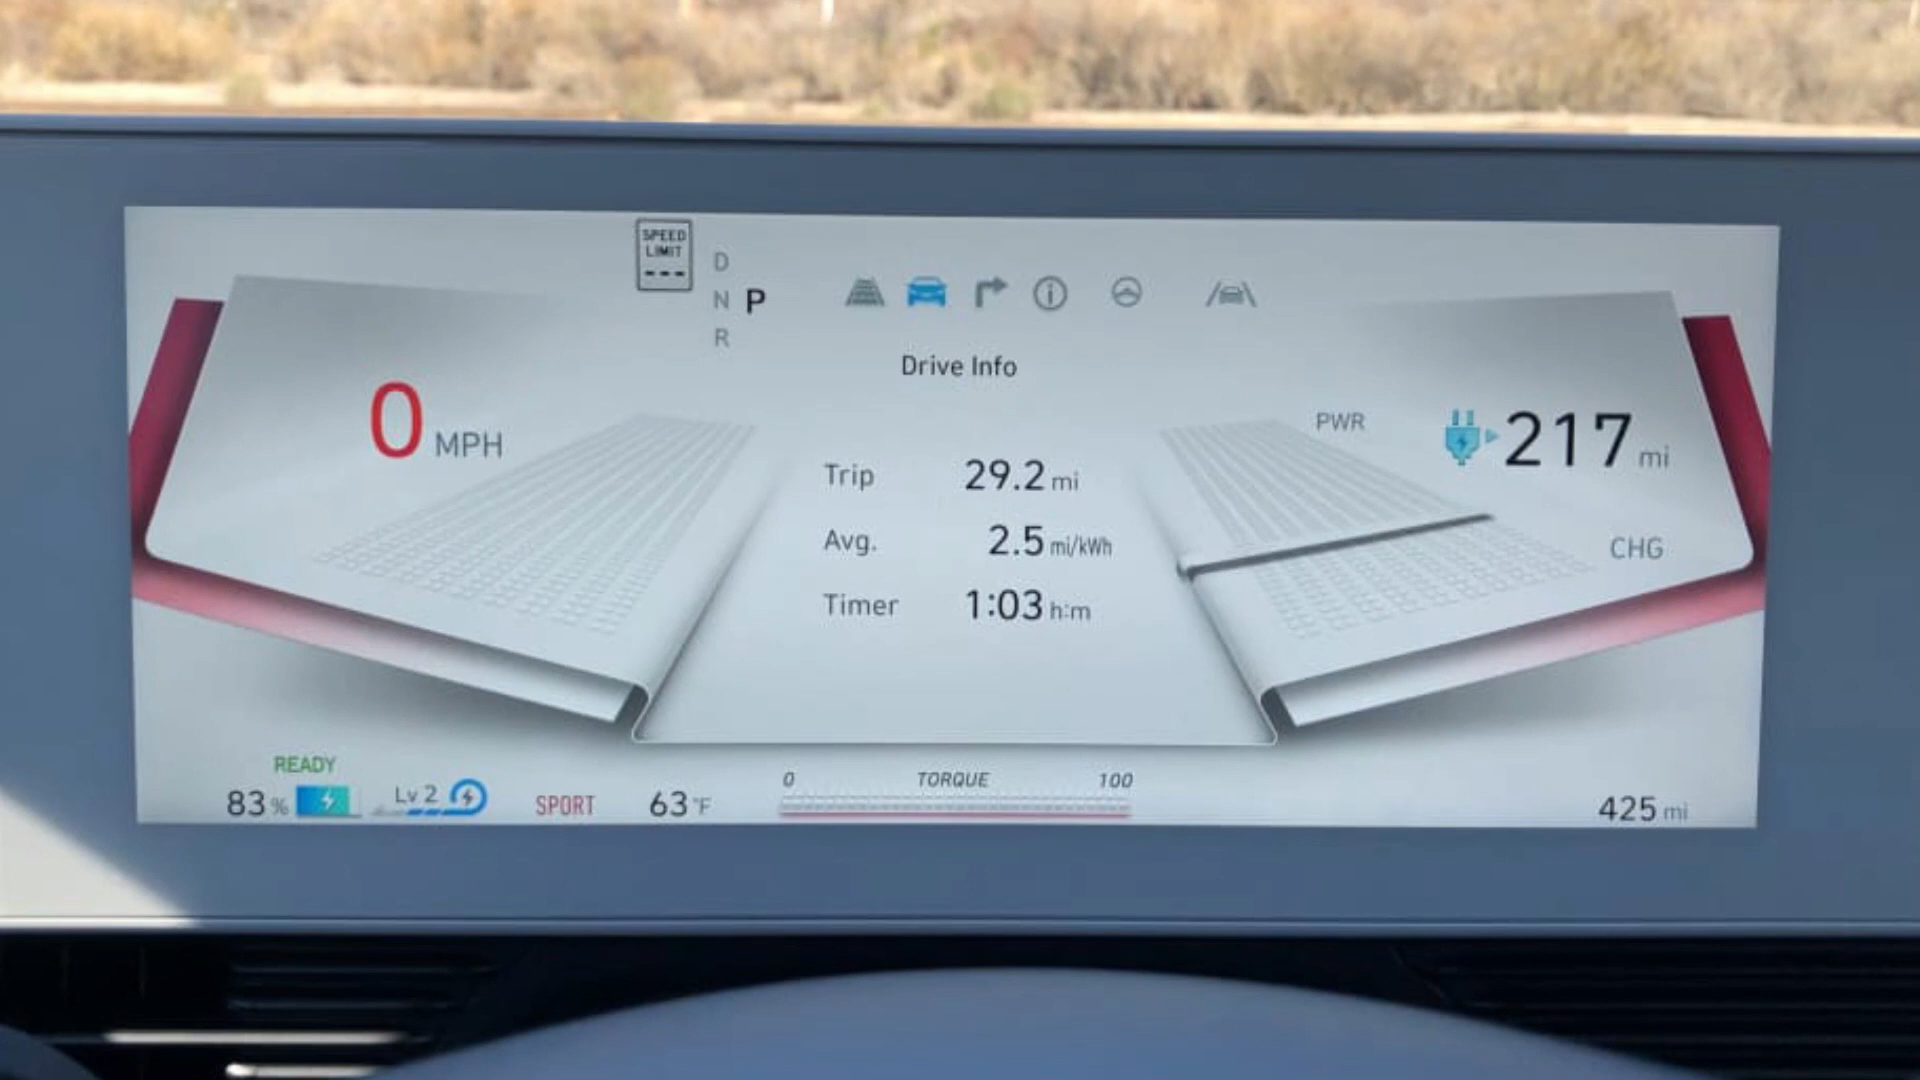 SPEED
LIMIT
---
D
N P
R
Drive Info
0 MPH
PWR
217 mi
CHG
Trip 29.2 mi
Avg. 2.5 mi/kWh
Timer 1:03 h:m
READY
83 % Lv 2 SPORT 63 °F
0 TORQUE 100
425 mi